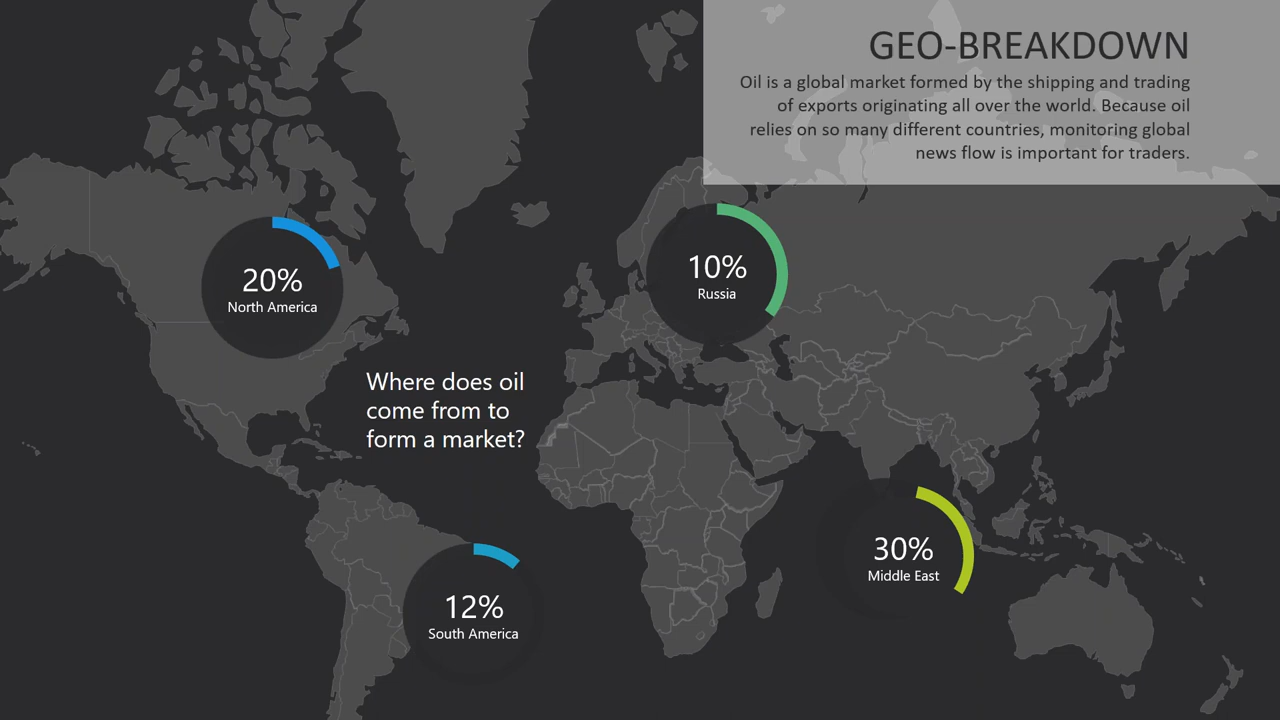 GEO-BREAKDOWN
Oil is a global market formed by the shipping and trading
of exports originating all over the world. Because oil
relies on so many different countries, monitoring global
news flow is important for traders.
20%
North America
10%
Russia
Where does oil
come from to
form a market?
30%
Middle East
12%
South America